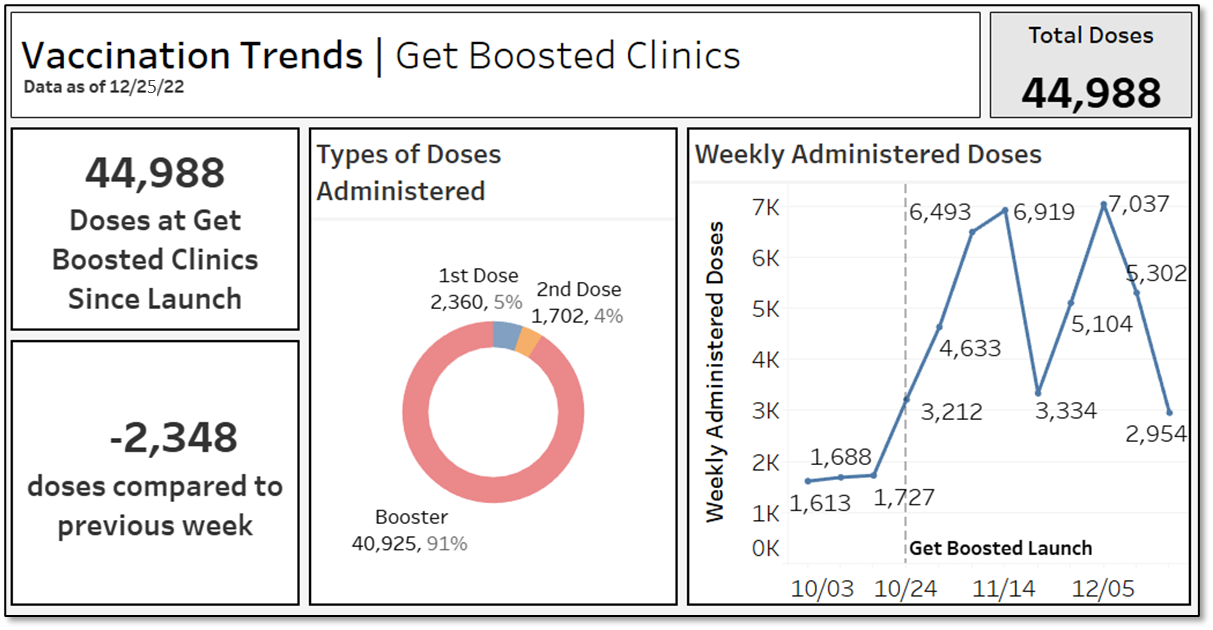 Vaccination Trends | Get Boosted Clinics
Data as of 12/25/22
Total Doses
44,988
44,988
Doses at Get
Boosted Clinics
Since Launch
-2,348
doses compared to
previous week
Types of Doses
Administered
1st Dose
2,360, 5%
2nd Dose
1,702, 4%
Booster
40,925, 91%
Weekly Administered Doses
Weekly Administered Doses
7K
6K
5K
4K
3K
2K
1K
0K
1,613
1,688
1,727
3,212
4,633
6,493
6,919
3,334
5,104
7,037
5,302
2,954
Get Boosted Launch
10/03
10/24
11/14
12/05